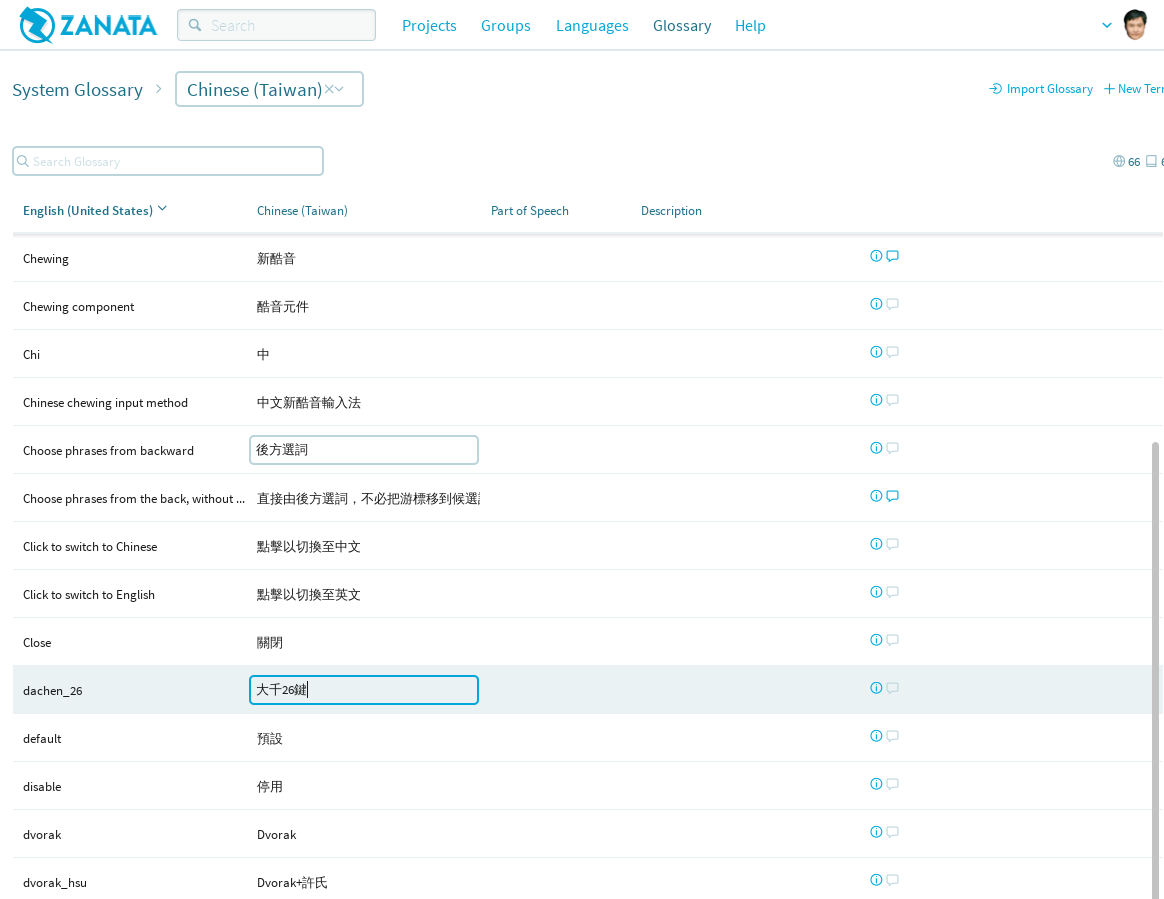 ZANATA Search Projects Groups Languages Glossary Help
System Glossary Chinese (Taiwan) Import Glossary New Ter
Search Glossary 66 6
English (United States) Chinese (Taiwan) Part of Speech Description
Chewing 新酷音
Chewing component 酷音元件
Chi 中
Chinese chewing input method 中文新酷音輸入法
Choose phrases from backward 後方選詞
Choose phrases from the back, without ... 直接由後方選詞，不必把游標移到候選
Click to switch to Chinese 點擊以切換至中文
Click to switch to English 點擊以切換至英文
Close 關閉
dachen_26 大千26鍵
default 預設
disable 停用
dvorak Dvorak
dvorak_hsu Dvorak+許氏